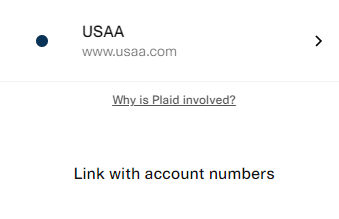 USAA
www.usaa.com
Why is Plaid involved?
Link with account numbers